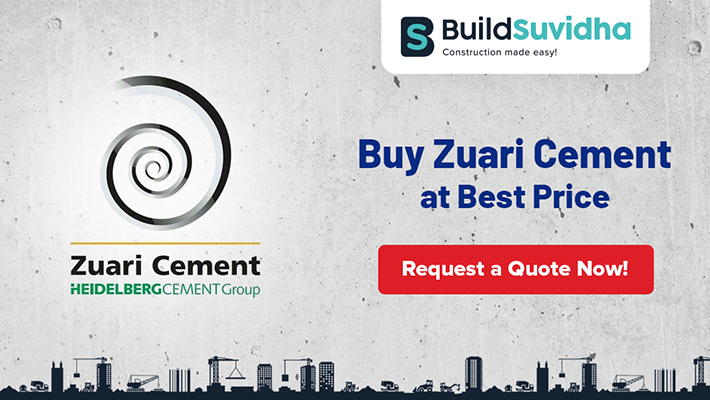 BuildSuvidha
Construction made easy!
Zuari Cement
HEIDELBERGCEMENT Group
Buy Zuari Cement
at Best Price
Request a Quote Now!